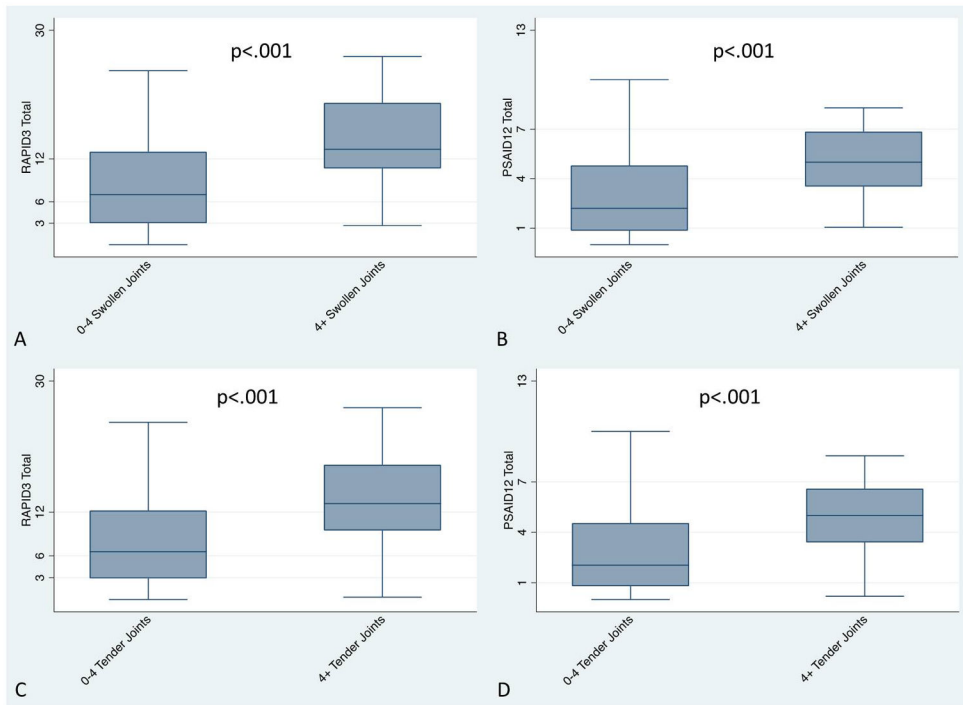 30
12
6
3
RAPID3 Total
p<.001
0-4 Swollen Joints
4+ Swollen Joints
A
13
7
4
1
PSAID12 Total
p<.001
0-4 Swollen Joints
4+ Swollen Joints
B
30
12
6
3
RAPID3 Total
p<.001
0-4 Tender Joints
4+ Tender Joints
C
13
7
4
1
PSAID12 Total
p<.001
0-4 Tender Joints
4+ Tender Joints
D